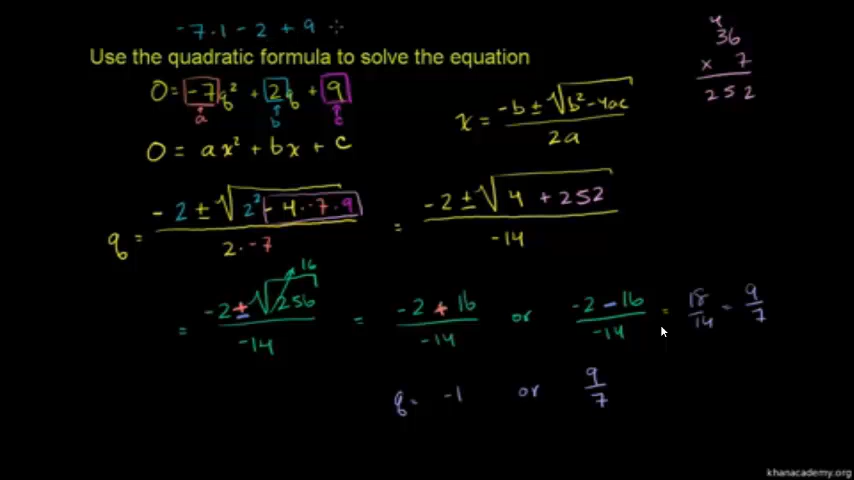 -7·1 - 2 + 9 ÷
4
36
x 7
252
Use the quadratic formula to solve the equation
0 = -7q² + 2q + 9
a b c
x = (-b ± √(b² - 4ac)) / 2a
0 = ax² + bx + c
q = (-2 ± √(2² - 4·-7·9)) / (2·-7) = (-2 ± √(4 + 252)) / -14
16
= (-2 ± √256) / -14 = (-2 + 16) / -14 or (-2 - 16) / -14 = 18/14 = 9/7
q = -1 or 9/7
khanacademy.org